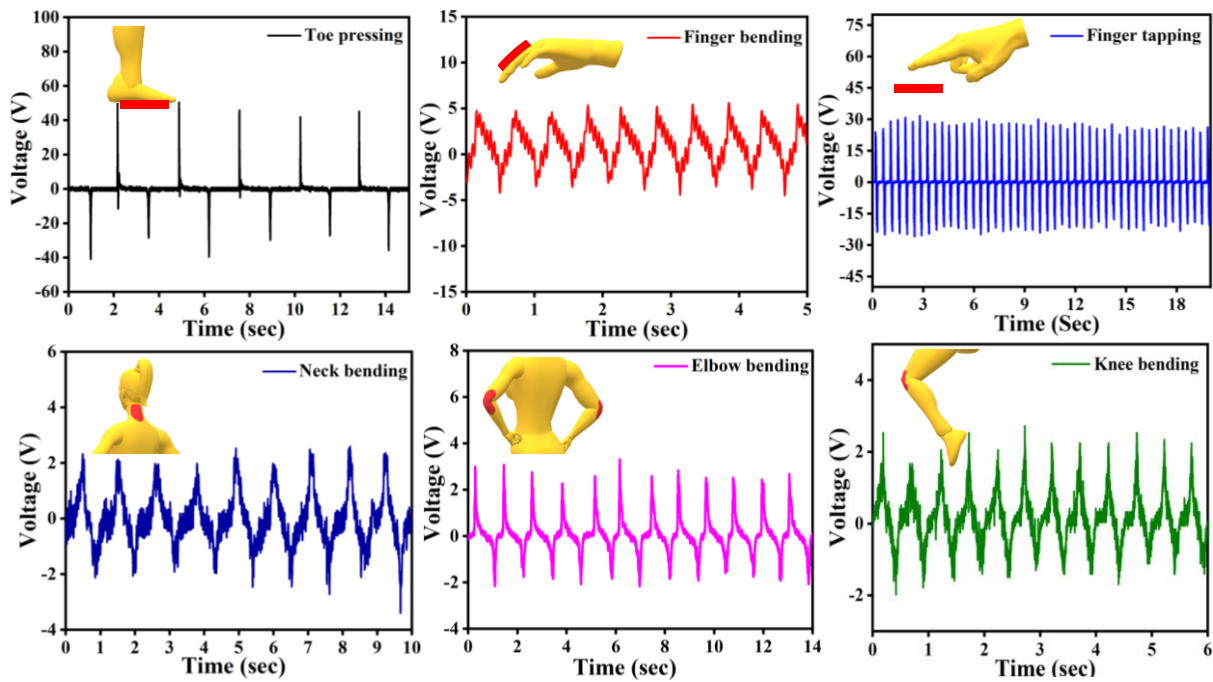 Toe pressing
100
80
60
40
20
0
-20
-40
-60
Voltage (V)
0 2 4 6 8 10 12 14
Time (sec)
Finger bending
15
10
5
0
-5
-10
-15
Voltage (V)
0 1 2 3 4 5
Time (sec)
Finger tapping
75
60
45
30
15
0
-15
-30
-45
Voltage (V)
0 3 6 9 12 15 18
Time (Sec)
Neck bending
6
4
2
0
-2
-4
Voltage (V)
0 1 2 3 4 5 6 7 8 9 10
Time (sec)
Elbow bending
8
6
4
2
0
-2
-4
Voltage (V)
0 2 4 6 8 10 12 14
Time (sec)
Knee bending
4
2
0
-2
Voltage (V)
0 1 2 3 4 5 6
Time (sec)